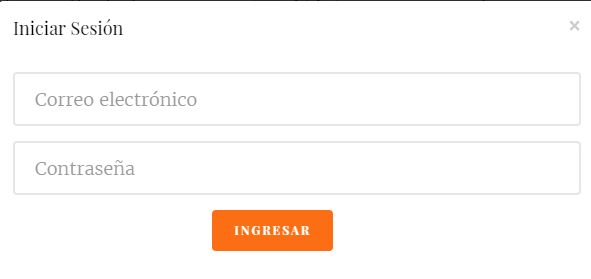 Iniciar Sesión ×
Correo electrónico
Contraseña
INGRESAR